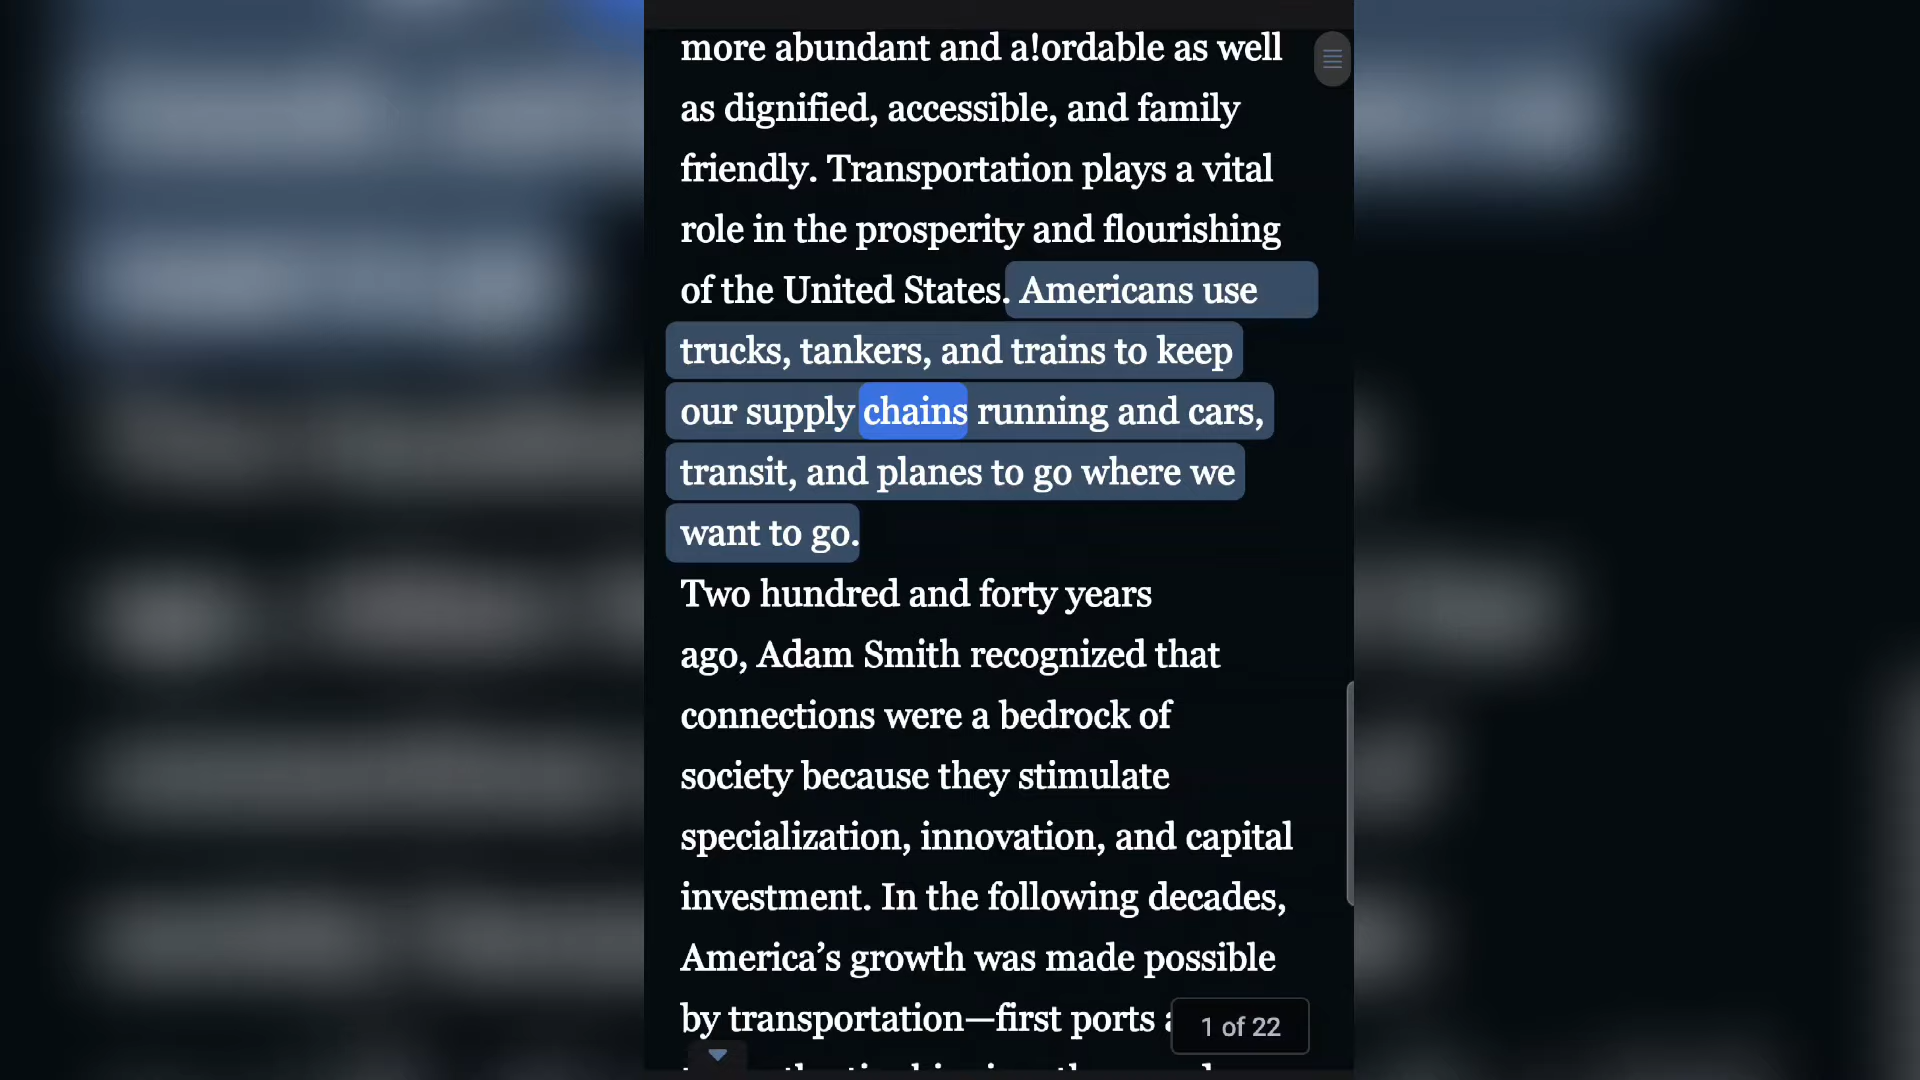 more abundant and a!ordable as well
as dignified, accessible, and family
friendly. Transportation plays a vital
role in the prosperity and flourishing
of the United States. Americans use
trucks, tankers, and trains to keep
our supply chains running and cars,
transit, and planes to go where we
want to go.
Two hundred and forty years
ago, Adam Smith recognized that
connections were a bedrock of
society because they stimulate
specialization, innovation, and capital
investment. In the following decades,
America’s growth was made possible
by transportation—first ports
1 of 22